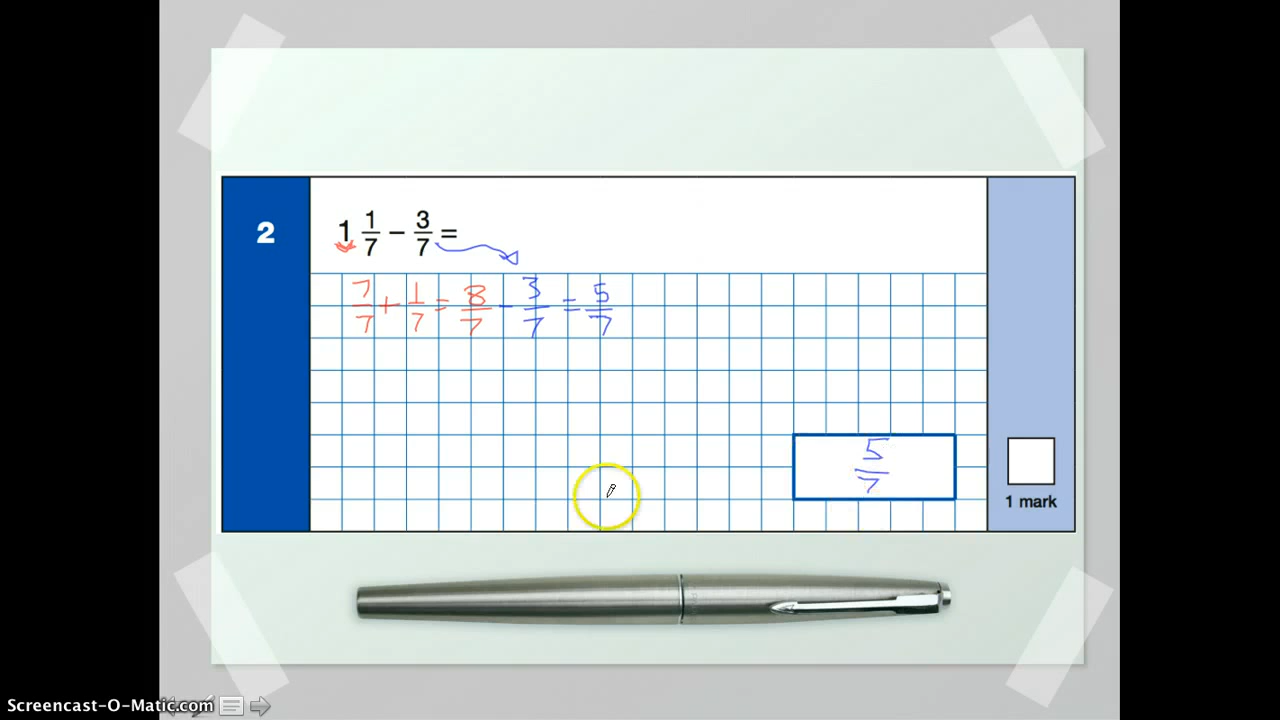 2
1 1/7 − 3/7 =
7/7 + 1/7 = 8/7 - 3/7 = 5/7
5/7
1 mark
Screencast-O-Matic.com